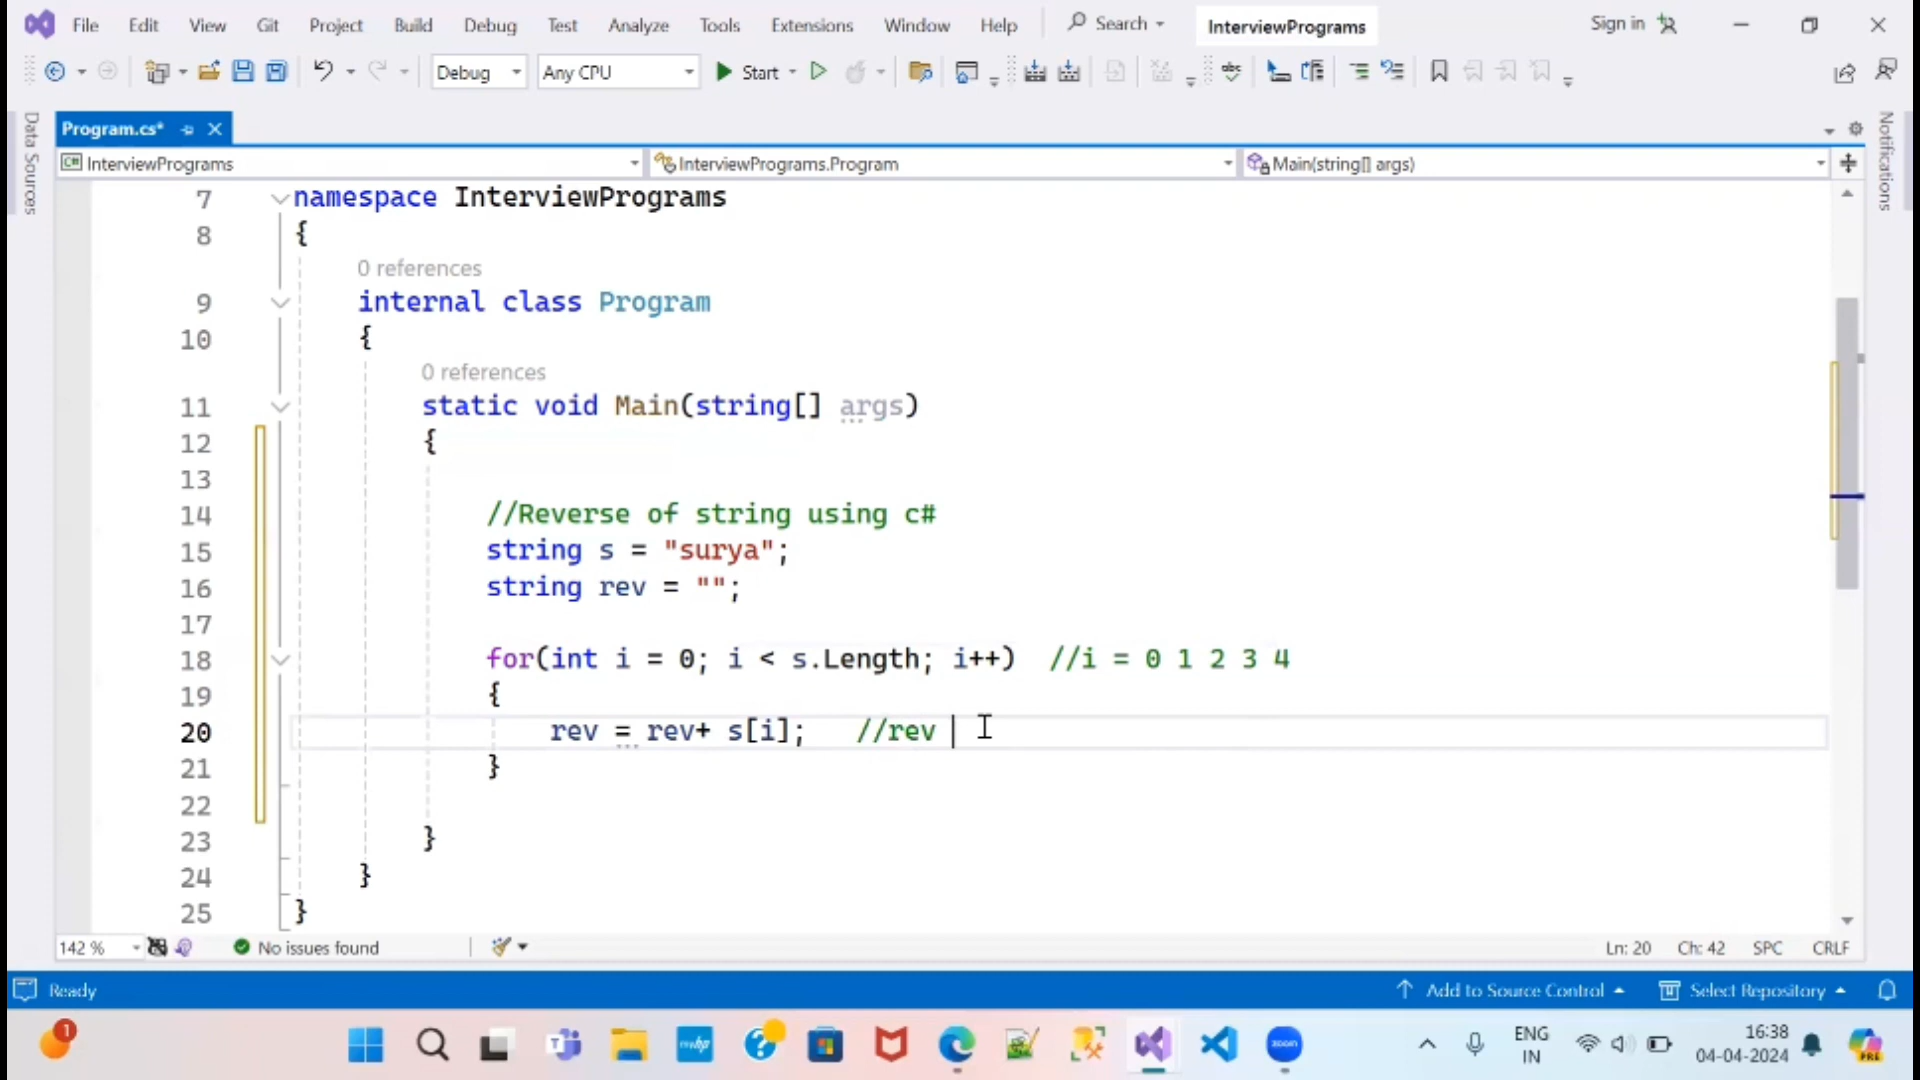 File Edit View Git Project Build Debug Test Analyze Tools Extensions Window Help Search InterviewPrograms Sign in
Debug Any CPU Start
Data Sources
Program.cs*
Notifications
C# InterviewPrograms InterviewPrograms.Program Main(string[] args)
7 namespace InterviewPrograms
8 {
0 references
9 internal class Program
10 {
0 references
11 static void Main(string[] args)
12 {
13
14 //Reverse of string using c#
15 string s = "surya";
16 string rev = "";
17
18 for(int i = 0; i < s.Length; i++) //i = 0 1 2 3 4
19 {
20 rev = rev+ s[i]; //rev
21 }
22
23 }
24 }
25 }
142 % No issues found Ln: 20 Ch: 42 SPC CRLF
Ready Add to Source Control Select Repository
1 myhp zoom ENG IN 16:38 04-04-2024 PRE